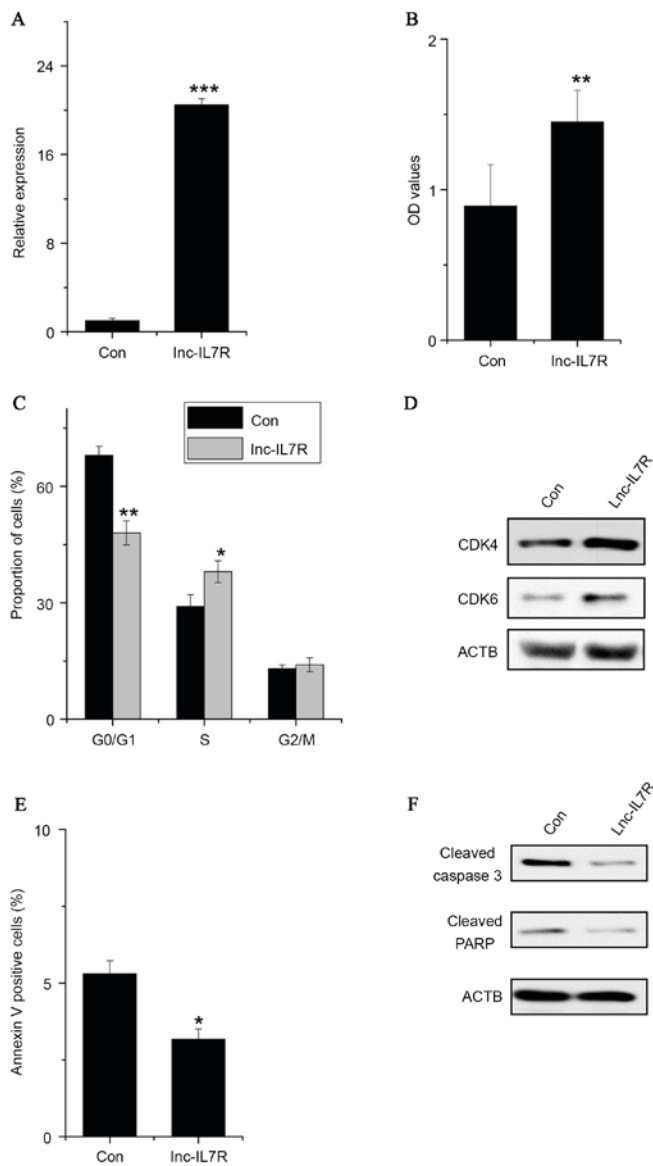 A
Relative expression
24
16
8
0
***
Con
lnc-IL7R
B
OD values
2
1
0
**
Con
lnc-IL7R
C
Proportion of cells (%)
60
30
0
Con
lnc-IL7R
**
*
G0/G1
S
G2/M
D
Con
Lnc-IL7R
CDK4
CDK6
ACTB
E
Annexin V positive cells (%)
10
5
0
*
Con
lnc-IL7R
F
Con
Lnc-IL7R
Cleaved
caspase 3
Cleaved
PARP
ACTB